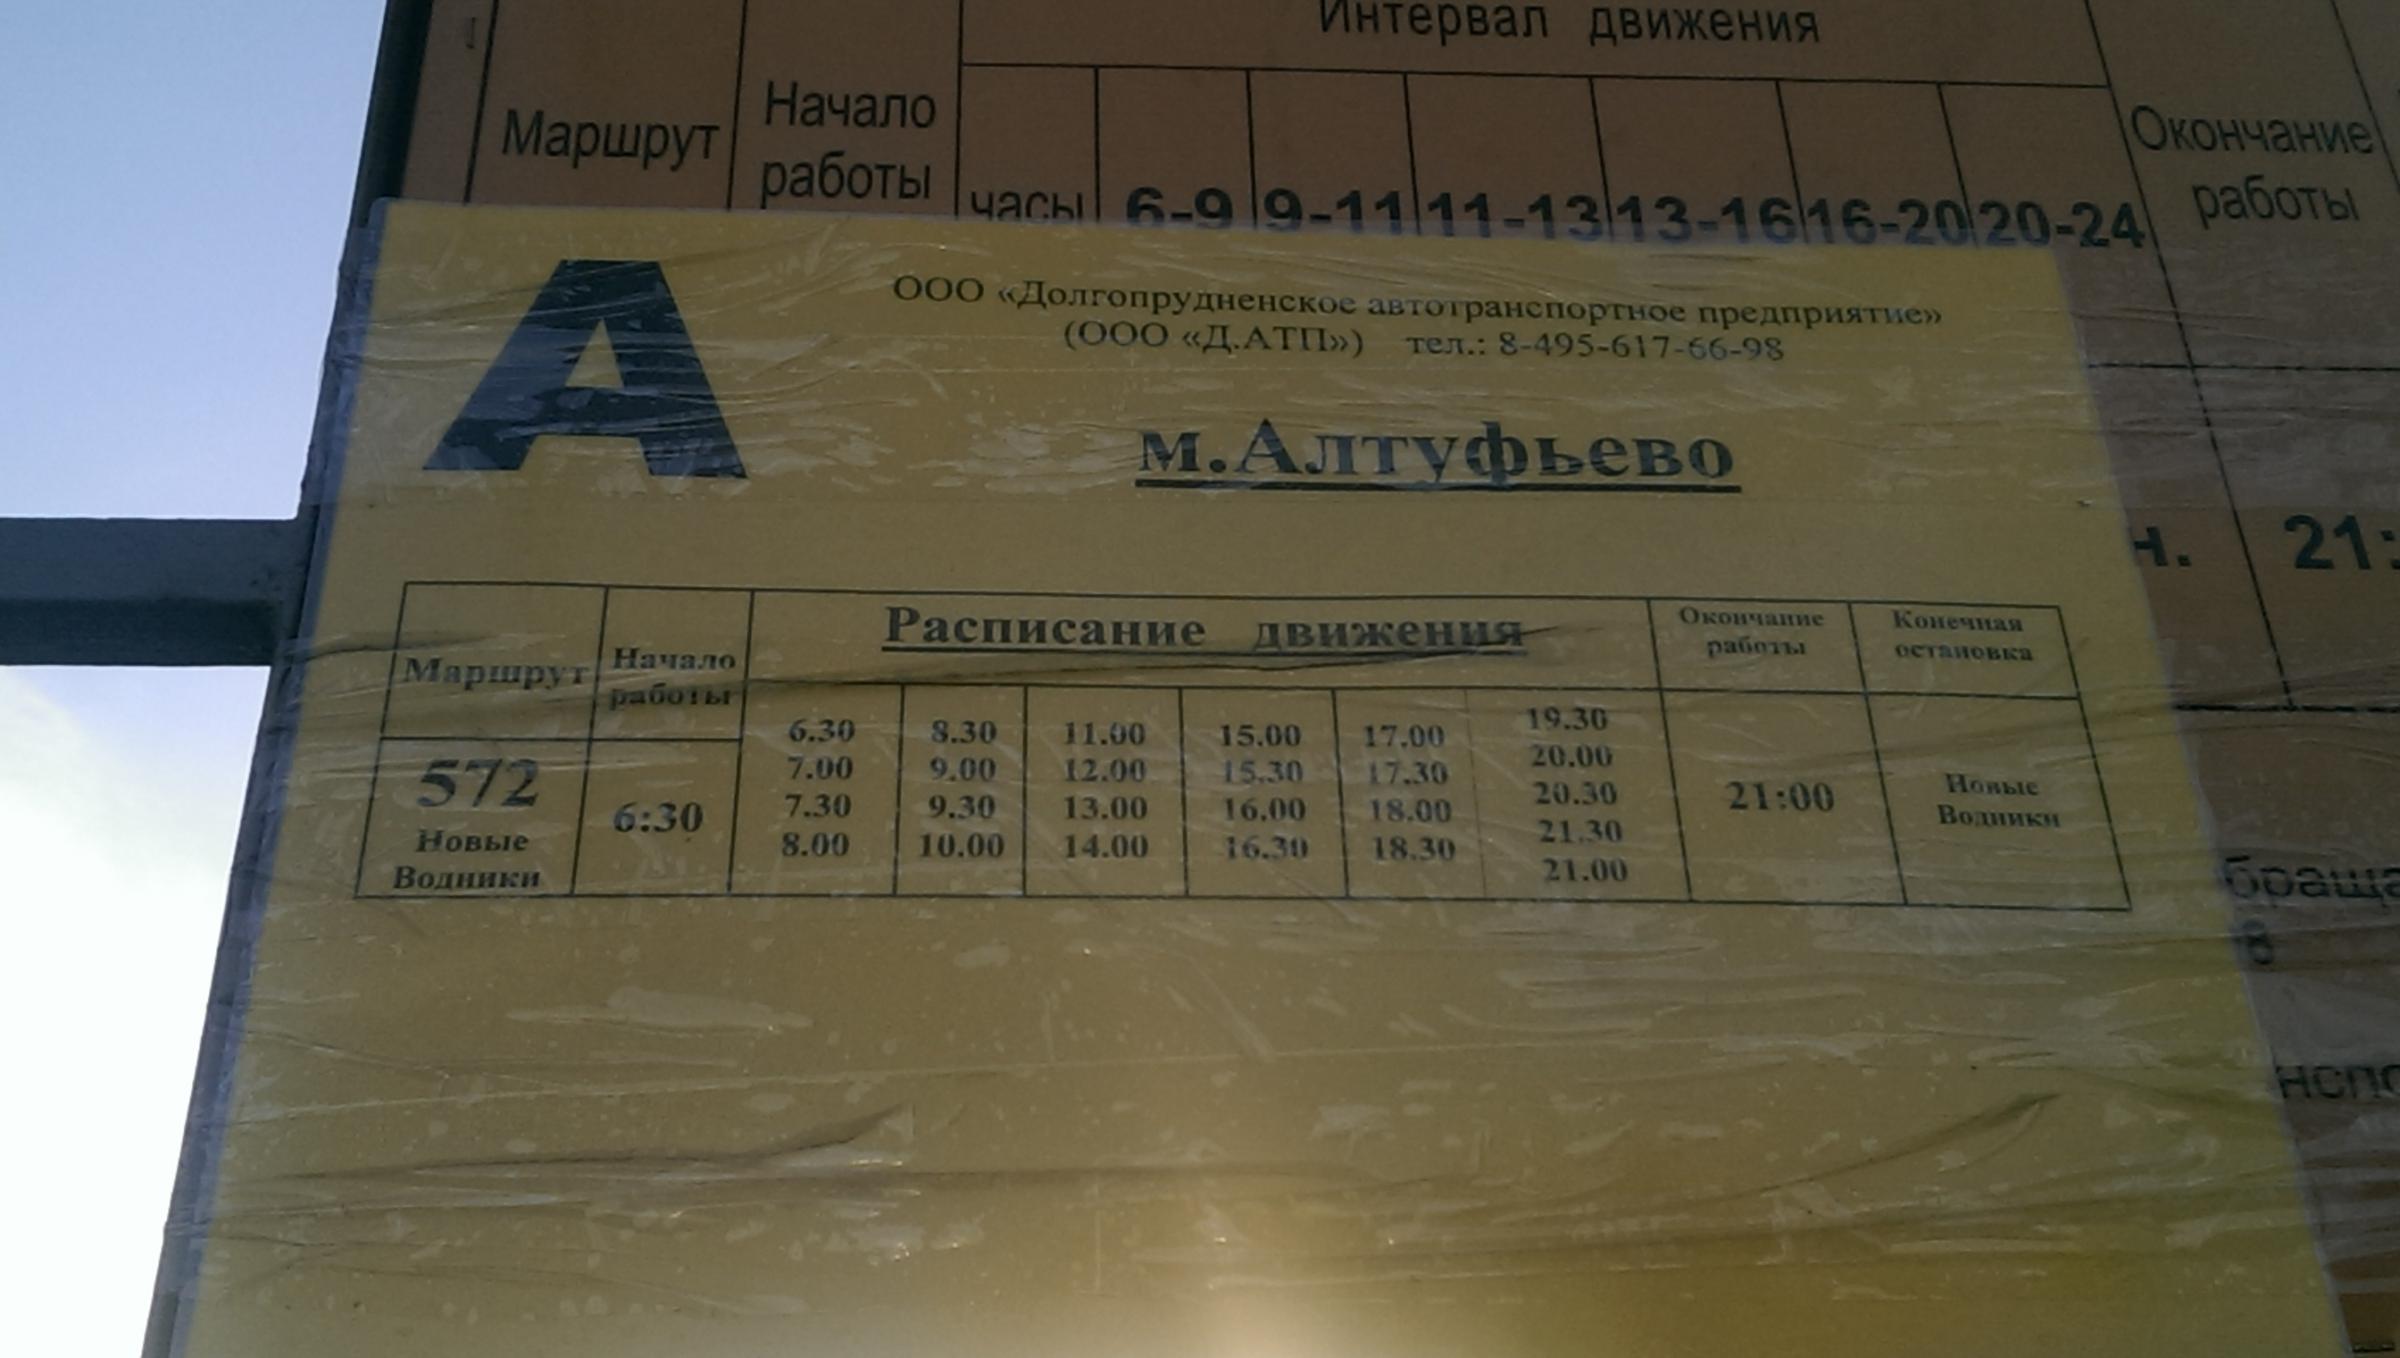 Интервал движения
Маршрут
Начало
работы
часы 6-9 9-11 11-13 13-16 16-20 20-24
Окончание
работы
А
ООО «Долгопрудненское автотранспортное предприятие»
(ООО «Д.АТП») тел.: 8-495-617-66-98
м.Алтуфьево
н. 21:
Маршрут
Начало
работы
Расписание движения
Окончание
работы
Конечная
остановка
572
Новые
Водники
6:30
6.30 8.30 11.00 15.00 17.00 19.30
7.00 9.00 12.00 15.30 17.30 20.00
7.30 9.30 13.00 16.00 18.00 20.30
8.00 10.00 14.00 16.30 18.30 21.30
21.00
21:00
Новые
Водники
браща
8
нспо